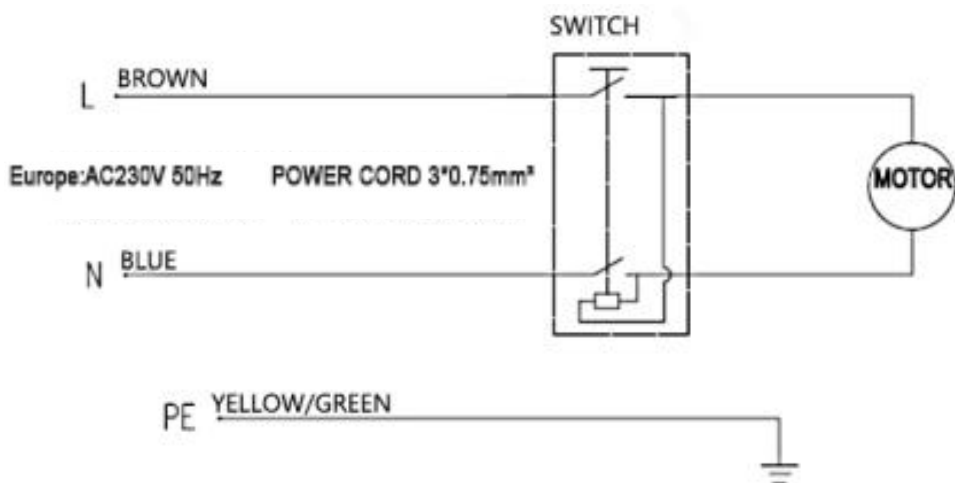 SWITCH
L BROWN
Europe:AC230V 50Hz POWER CORD 3*0.75mm²
MOTOR
N BLUE
PE YELLOW/GREEN